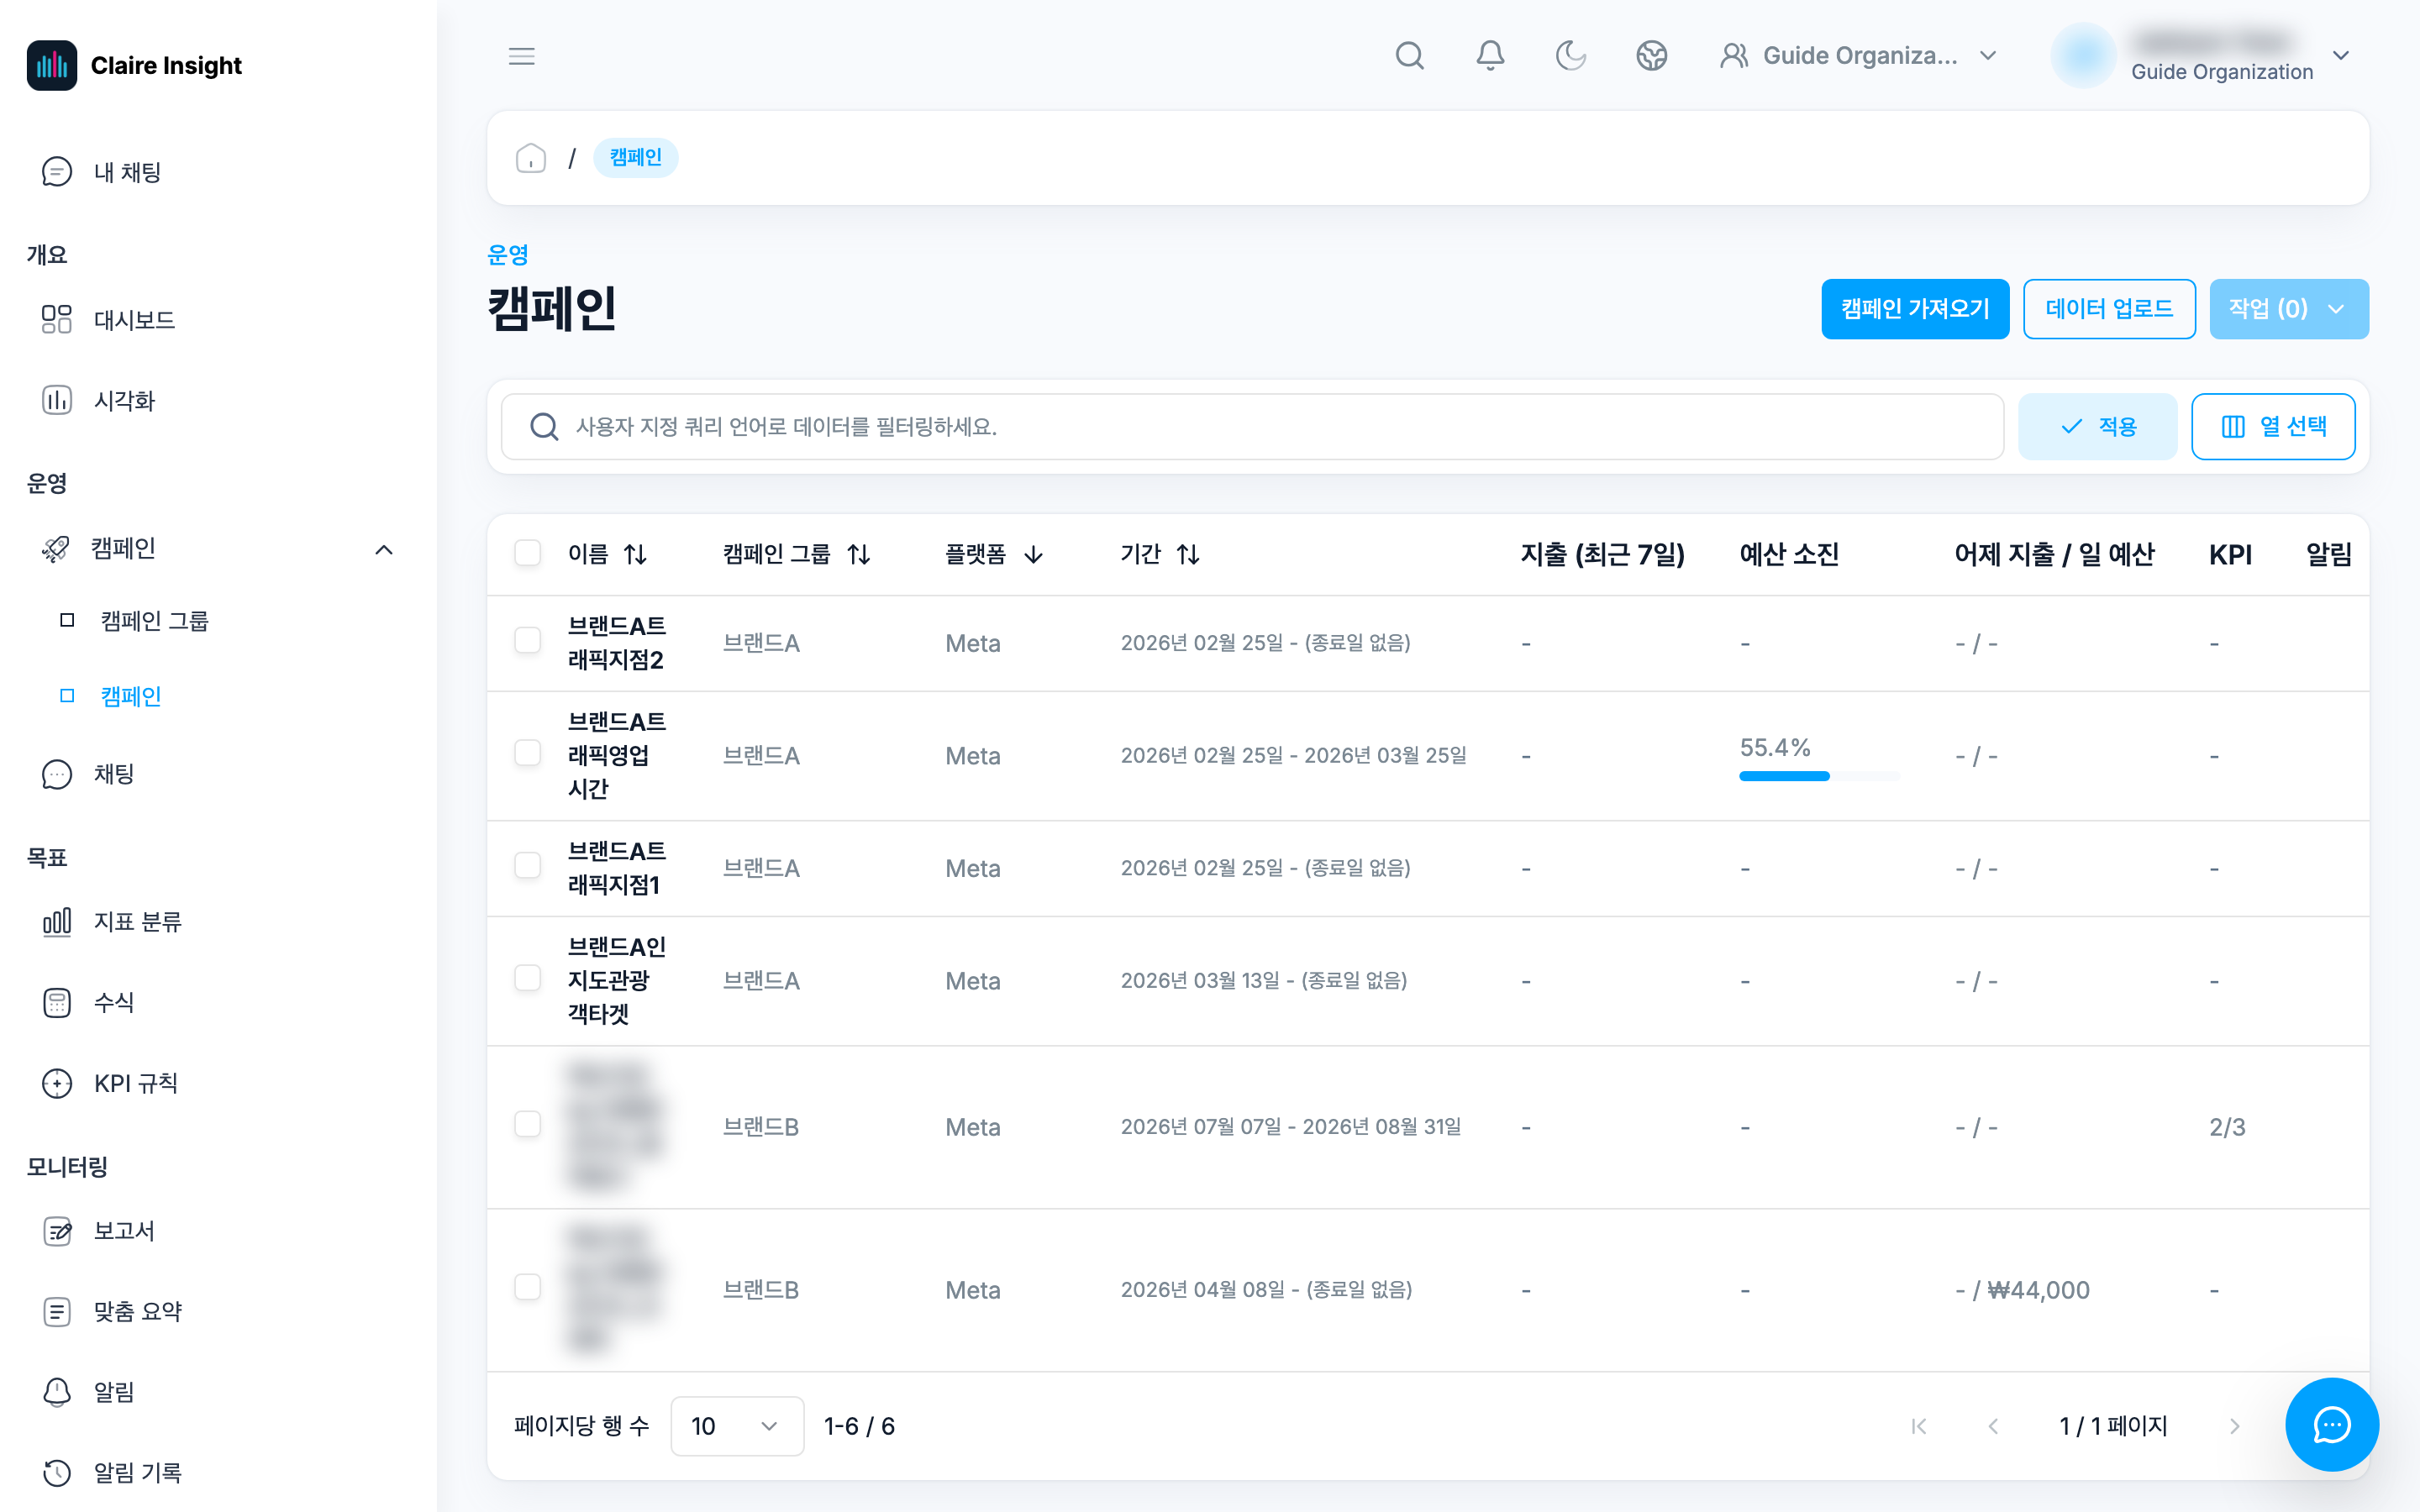 Claire Insight
내 채팅
개요
대시보드
시각화
운영
캠페인
캠페인 그룹
캠페인
채팅
목표
지표 분류
수식
KPI 규칙
모니터링
보고서
맞춤 요약
알림
알림 기록
Guide Organiza...
Guide Organization
/ 캠페인
운영
캠페인
캠페인 가져오기
데이터 업로드
작업 (0)
사용자 지정 쿼리 언어로 데이터를 필터링하세요.
적용
열 선택
이름 캠페인 그룹 플랫폼 기간 지출 (최근 7일) 예산 소진 어제 지출 / 일 예산 KPI 알림
브랜드A트
래픽지점2
브랜드A Meta 2026년 02월 25일 - (종료일 없음) - - - / - -
브랜드A트
래픽영업
시간
브랜드A Meta 2026년 02월 25일 - 2026년 03월 25일 - 55.4% - / - -
브랜드A트
래픽지점1
브랜드A Meta 2026년 02월 25일 - (종료일 없음) - - - / - -
브랜드A인
지도관광
객타겟
브랜드A Meta 2026년 03월 13일 - (종료일 없음) - - - / - -
브랜드B Meta 2026년 07월 07일 - 2026년 08월 31일 - - - / - 2/3
브랜드B Meta 2026년 04월 08일 - (종료일 없음) - - - / ₩44,000 -
페이지당 행 수 10 1-6 / 6
1 / 1 페이지